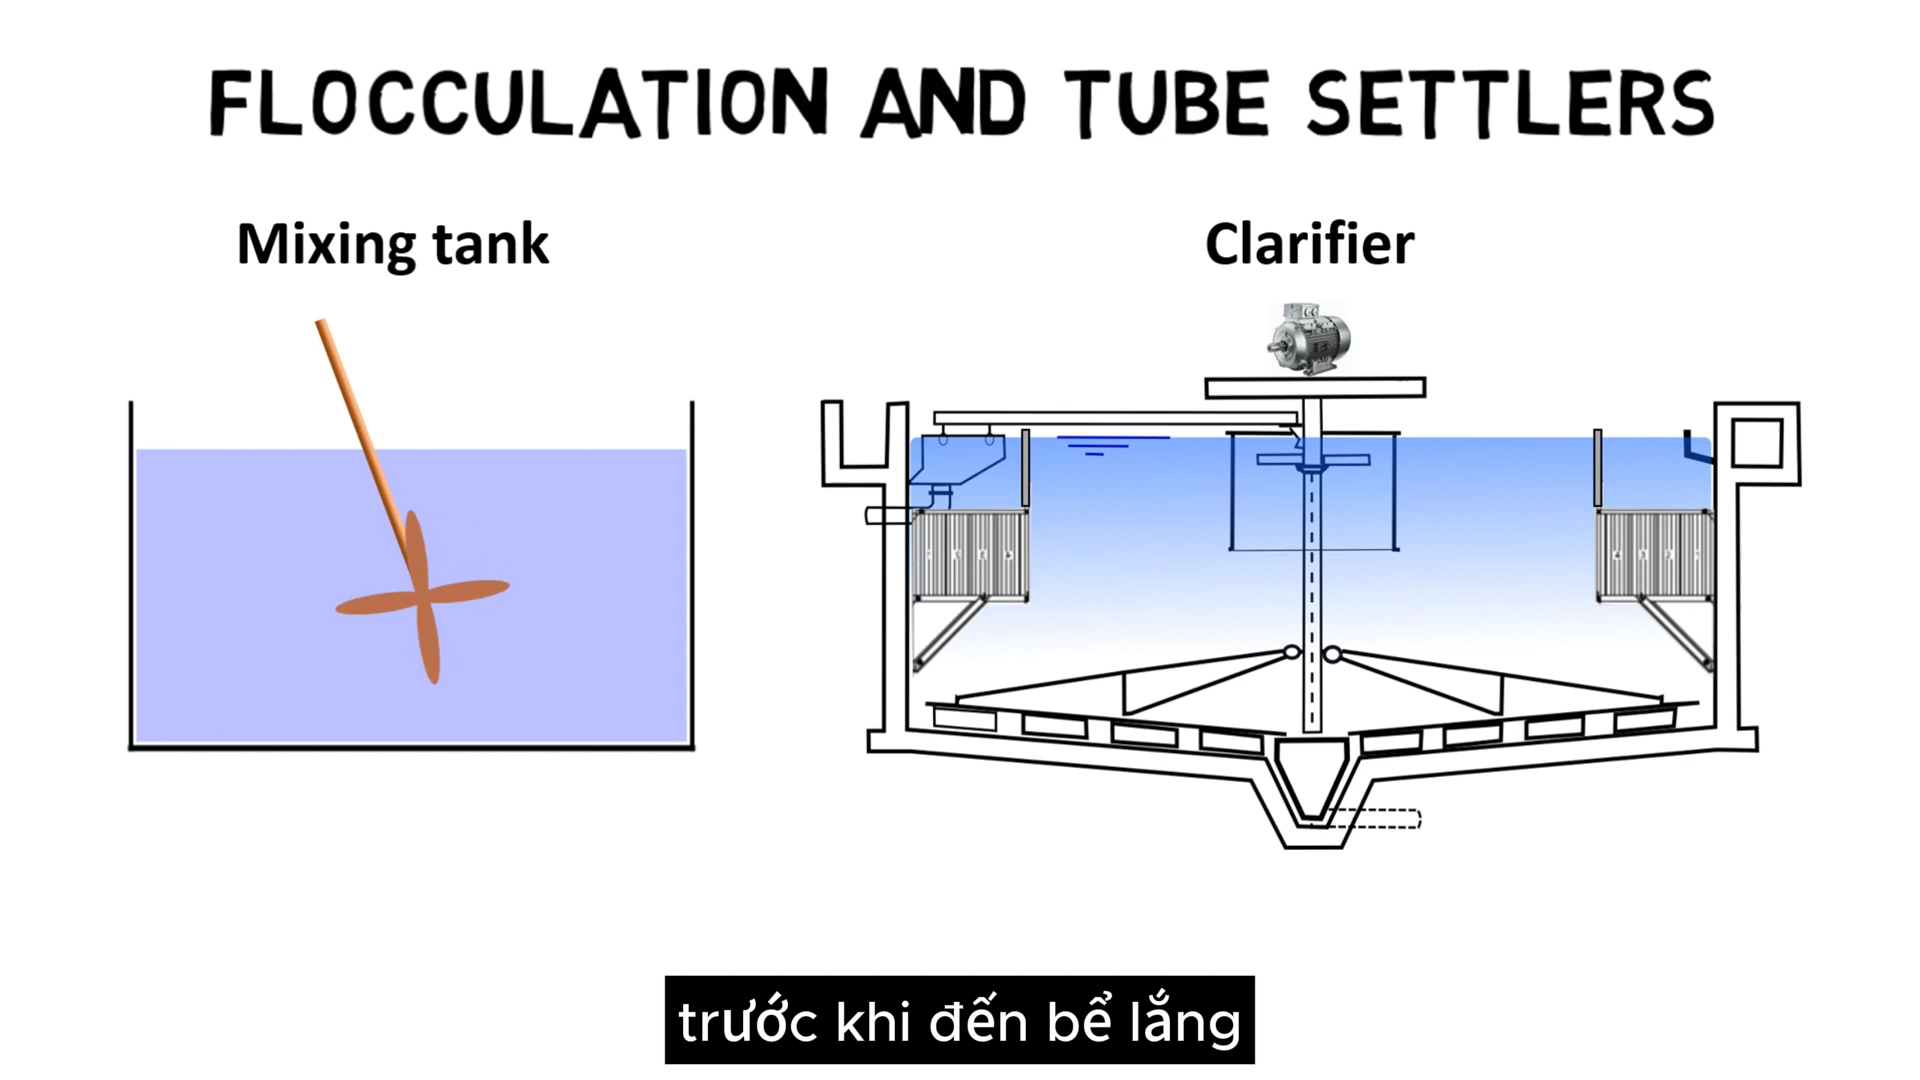 FLOCCULATION AND TUBE SETTLERS
Mixing tank
Clarifier
trước khi đến bể lắng